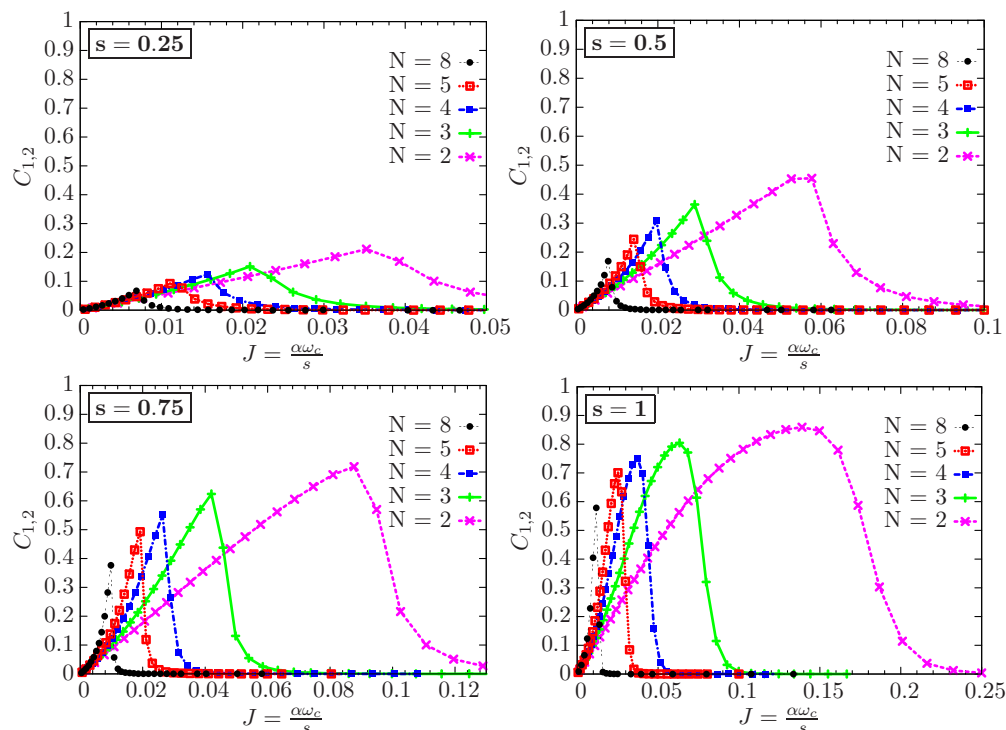 s = 0.25
1
0.9
0.8
0.7
0.6
0.5
0.4
0.3
0.2
0.1
0
C1,2
N = 8
N = 5
N = 4
N = 3
N = 2
0 0.01 0.02 0.03 0.04 0.05
J = αωc/s
s = 0.5
1
0.9
0.8
0.7
0.6
0.5
0.4
0.3
0.2
0.1
0
C1,2
N = 8
N = 5
N = 4
N = 3
N = 2
0 0.02 0.04 0.06 0.08 0.1
J = αωc/s
s = 0.75
1
0.9
0.8
0.7
0.6
0.5
0.4
0.3
0.2
0.1
0
C1,2
N = 8
N = 5
N = 4
N = 3
N = 2
0 0.02 0.04 0.06 0.08 0.1 0.12
J = αωc/s
s = 1
1
0.9
0.8
0.7
0.6
0.5
0.4
0.3
0.2
0.1
0
C1,2
N = 8
N = 5
N = 4
N = 3
N = 2
0 0.05 0.1 0.15 0.2 0.25
J = αωc/s